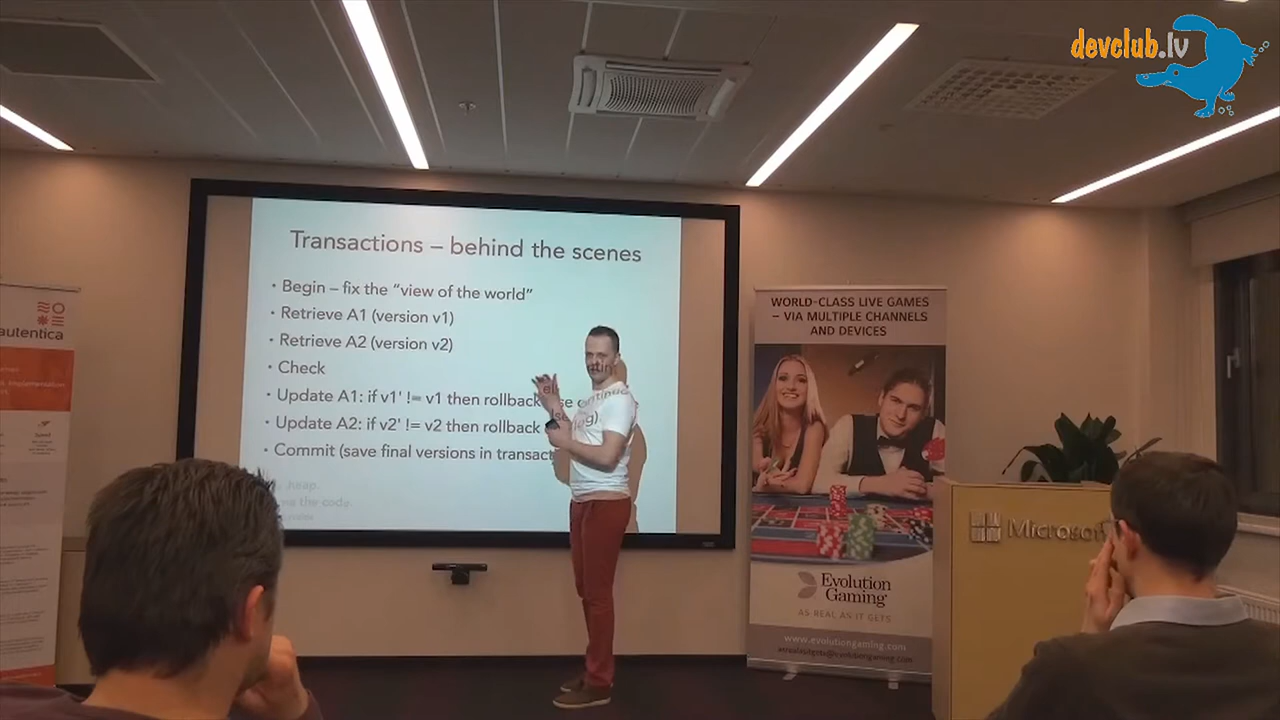 devclub.lv
Transactions – behind the scenes
• Begin – fix the "view of the world"
• Retrieve A1 (version v1)
• Retrieve A2 (version v2)
• Check
• Update A1: if v1' != v1 then rollback
• Update A2: if v2' != v2 then rollback
• Commit (save final versions in transact
the code.
autentica
WORLD-CLASS LIVE GAMES
– VIA MULTIPLE CHANNELS
AND DEVICES
Evolution
Gaming
AS REAL AS IT GETS
www.evolutiongaming.com
Microsof